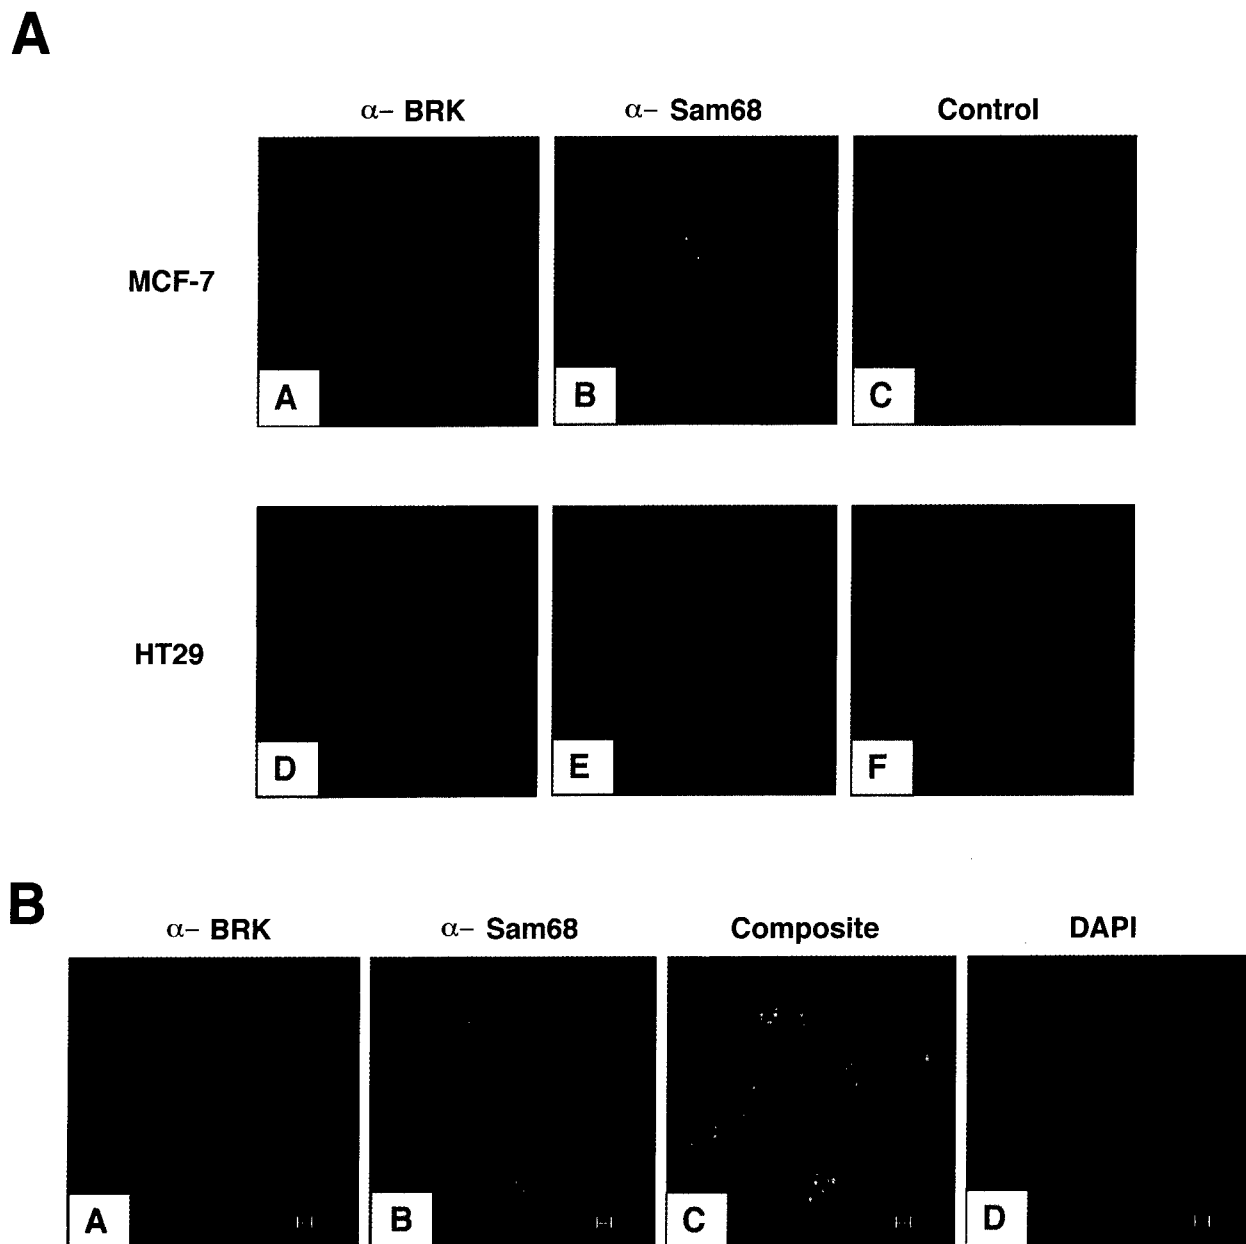 A
α– BRK α– Sam68 Control
MCF-7
A B C
HT29
D E F
B
α– BRK α– Sam68 Composite DAPI
A B C D